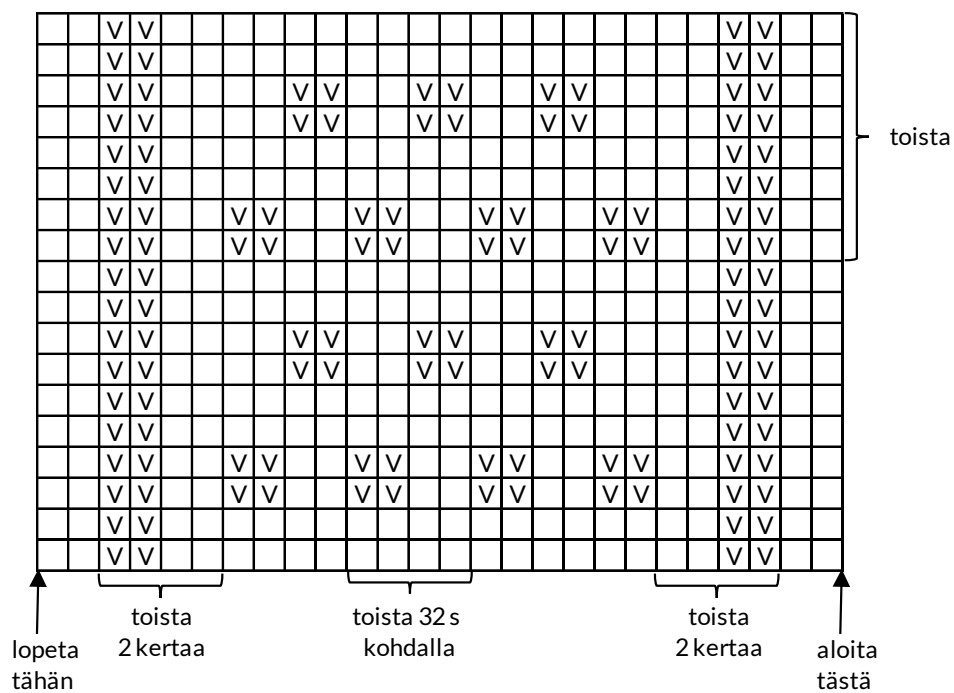 V V V V
V V V V
V V V V V V V V V V
V V V V V V V V V V
toista
V V V V
V V V V
V V V V V V V V V V V V
V V V V V V V V V V V V
V V V V
V V V V
V V V V V V V V V V
V V V V V V V V V V
V V V V
V V V V
V V V V V V V V V V V V
V V V V V V V V V V V V
V V V V
V V V V
lopeta
tähän
toista
2 kertaa
toista 32 s
kohdalla
toista
2 kertaa
aloita
tästä